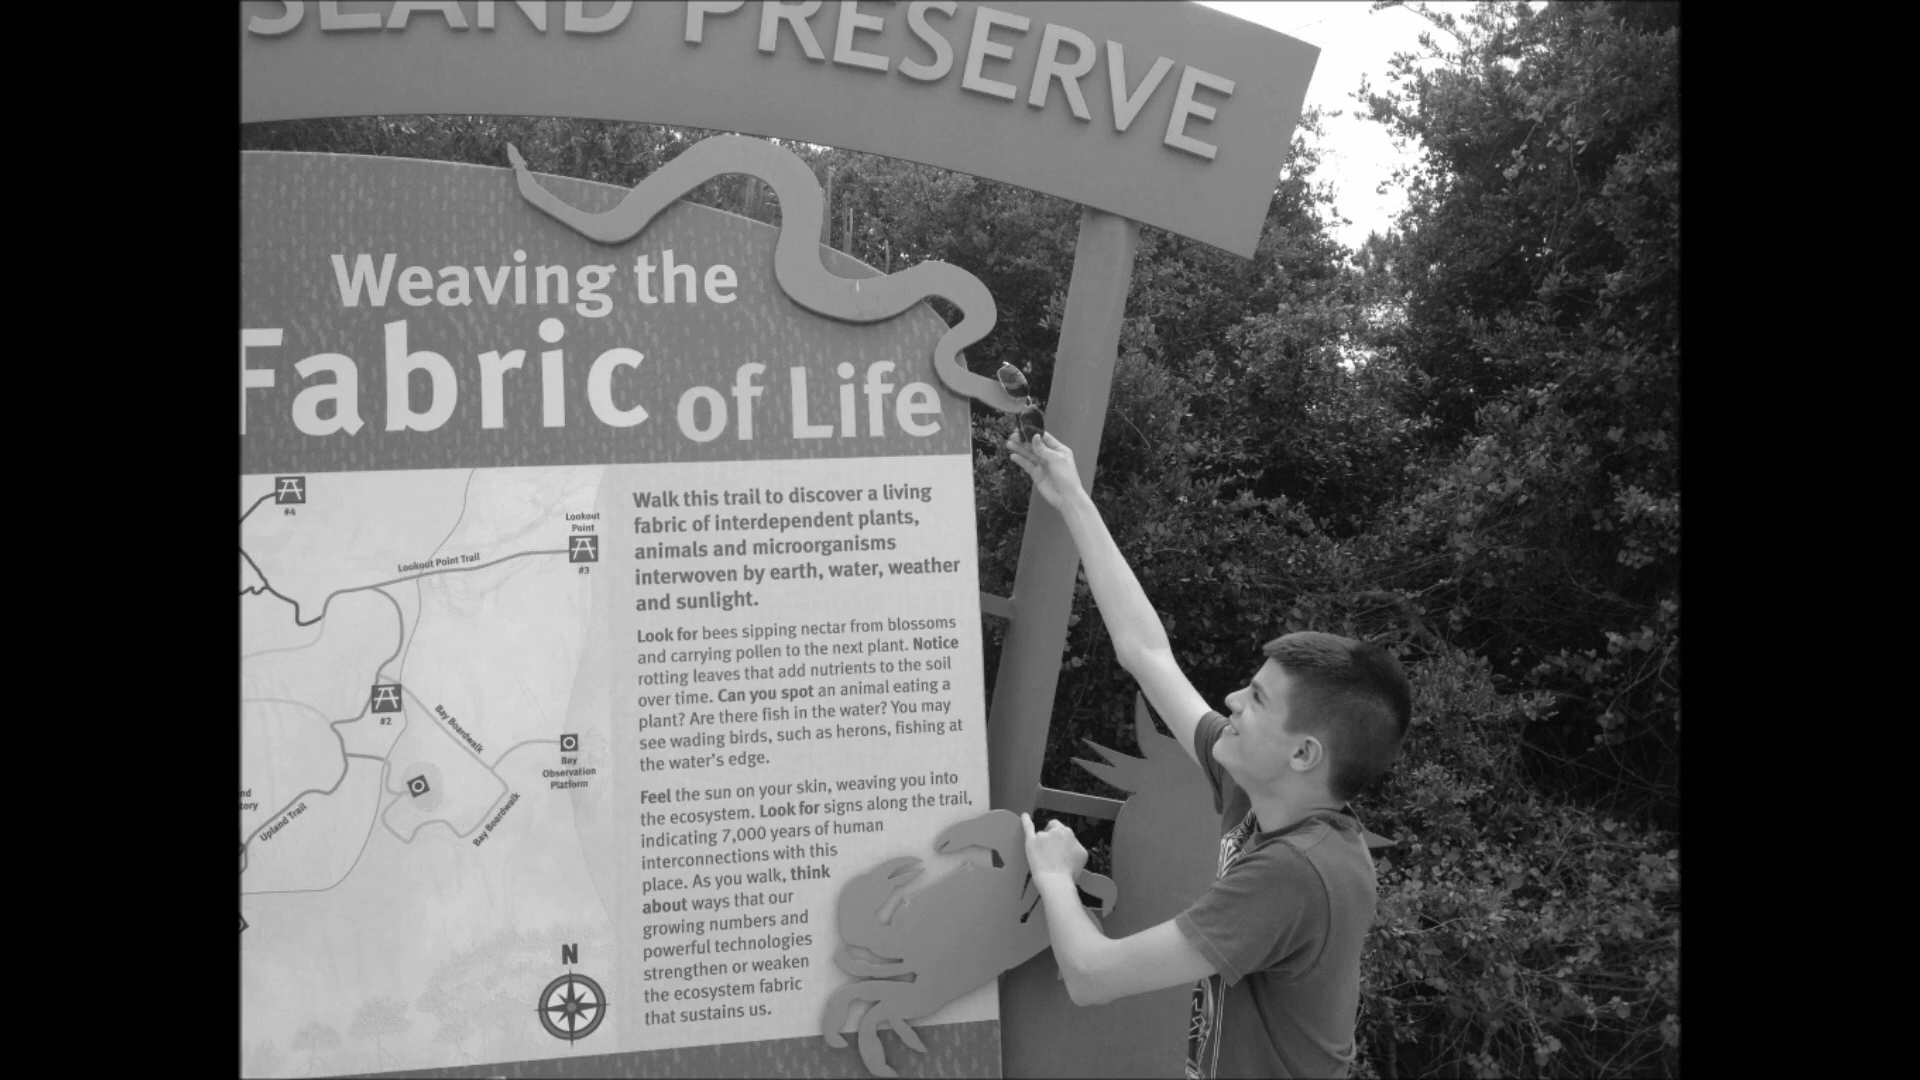 PRESERVE
Weaving the
Fabric of Life
#4
Lookout
Point
#3
Lookout Point Trail
#2
Bay Boardwalk
Bay
Observation
Platform
Upland Trail
Bay Boardwalk
N
Walk this trail to discover a living
fabric of interdependent plants,
animals and microorganisms
interwoven by earth, water, weather
and sunlight.
Look for bees sipping nectar from blossoms
and carrying pollen to the next plant. Notice
rotting leaves that add nutrients to the soil
over time. Can you spot an animal eating a
plant? Are there fish in the water? You may
see wading birds, such as herons, fishing at
the water's edge.
Feel the sun on your skin, weaving you into
the ecosystem. Look for signs along the trail,
indicating 7,000 years of human
interconnections with this
place. As you walk, think
about ways that our
growing numbers and
powerful technologies
strengthen or weaken
the ecosystem fabric
that sustains us.